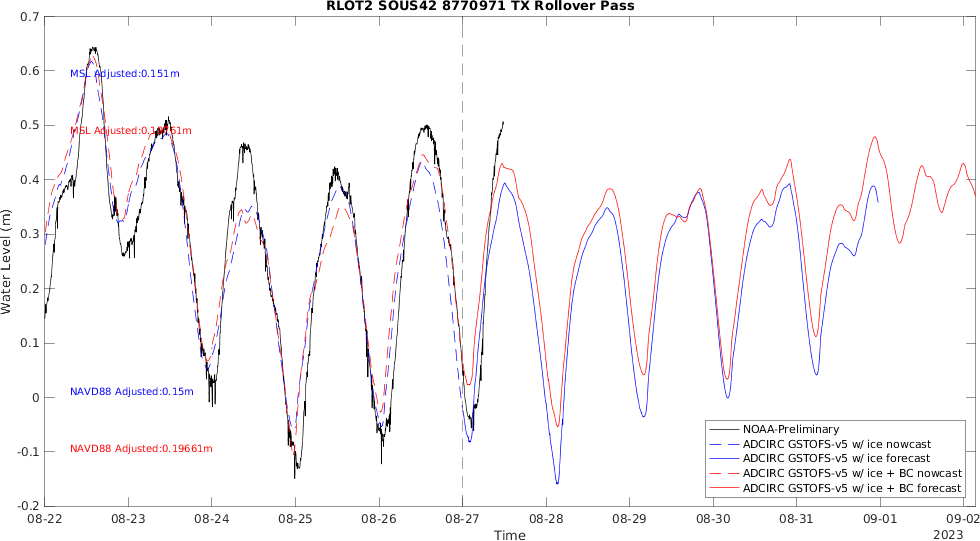 RLOT2 SOUS42 8770971 TX Rollover Pass
0.7
0.6
0.5
0.4
0.3
0.2
0.1
0
-0.1
-0.2
Water Level (m)
MSL Adjusted:0.151m
MSL Adjusted:
NAVD88 Adjusted:0.15m
NAVD88 Adjusted:0.19661m
NOAA-Preliminary
ADCIRC GSTOFS-v5 w/ ice nowcast
ADCIRC GSTOFS-v5 w/ ice forecast
ADCIRC GSTOFS-v5 w/ ice + BC nowcast
ADCIRC GSTOFS-v5 w/ ice + BC forecast
08-22 08-23 08-24 08-25 08-26 08-27 08-28 08-29 08-30 08-31 09-01 09-02
Time
2023